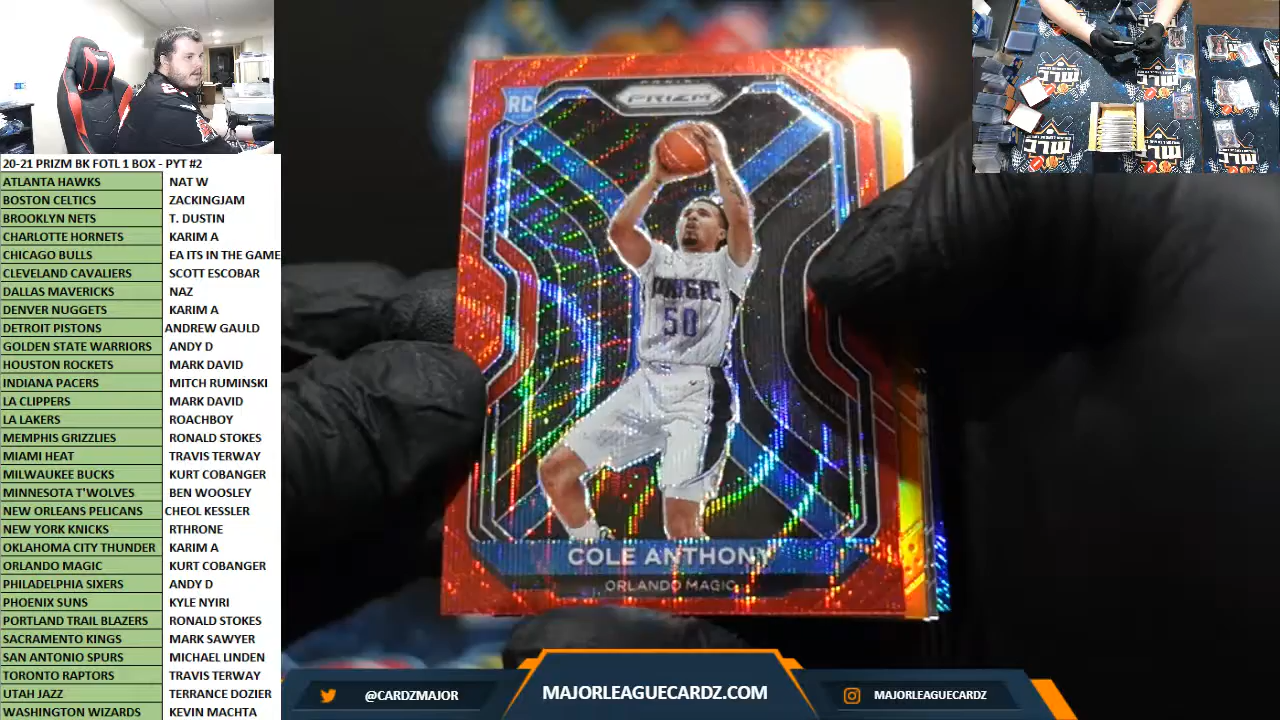 20-21 PRIZM BK FOTL 1 BOX - PYT #2
ATLANTA HAWKS NAT W
BOSTON CELTICS ZACKINGJAM
BROOKLYN NETS T. DUSTIN
CHARLOTTE HORNETS KARIM A
CHICAGO BULLS EA ITS IN THE GAME
CLEVELAND CAVALIERS SCOTT ESCOBAR
DALLAS MAVERICKS NAZ
DENVER NUGGETS KARIM A
DETROIT PISTONS ANDREW GAULD
GOLDEN STATE WARRIORS ANDY D
HOUSTON ROCKETS MARK DAVID
INDIANA PACERS MITCH RUMINSKI
LA CLIPPERS MARK DAVID
LA LAKERS ROACHBOY
MEMPHIS GRIZZLIES RONALD STOKES
MIAMI HEAT TRAVIS TERWAY
MILWAUKEE BUCKS KURT COBANGER
MINNESOTA T'WOLVES BEN WOOSLEY
NEW ORLEANS PELICANS CHEOL KESSLER
NEW YORK KNICKS RTHRONE
OKLAHOMA CITY THUNDER KARIM A
ORLANDO MAGIC KURT COBANGER
PHILADELPHIA SIXERS ANDY D
PHOENIX SUNS KYLE NYIRI
PORTLAND TRAIL BLAZERS RONALD STOKES
SACRAMENTO KINGS MARK SAWYER
SAN ANTONIO SPURS MICHAEL LINDEN
TORONTO RAPTORS TRAVIS TERWAY
UTAH JAZZ TERRANCE DOZIER
WASHINGTON WIZARDS KEVIN MACHTA
PRIZM
RC
MAGIC
50
COLE ANTHONY
ORLANDO MAGIC
@CARDZMAJOR
MAJORLEAGUECARDZ.COM
MAJORLEAGUECARDZ
MLC
MLC
MLC
MLC
MLC